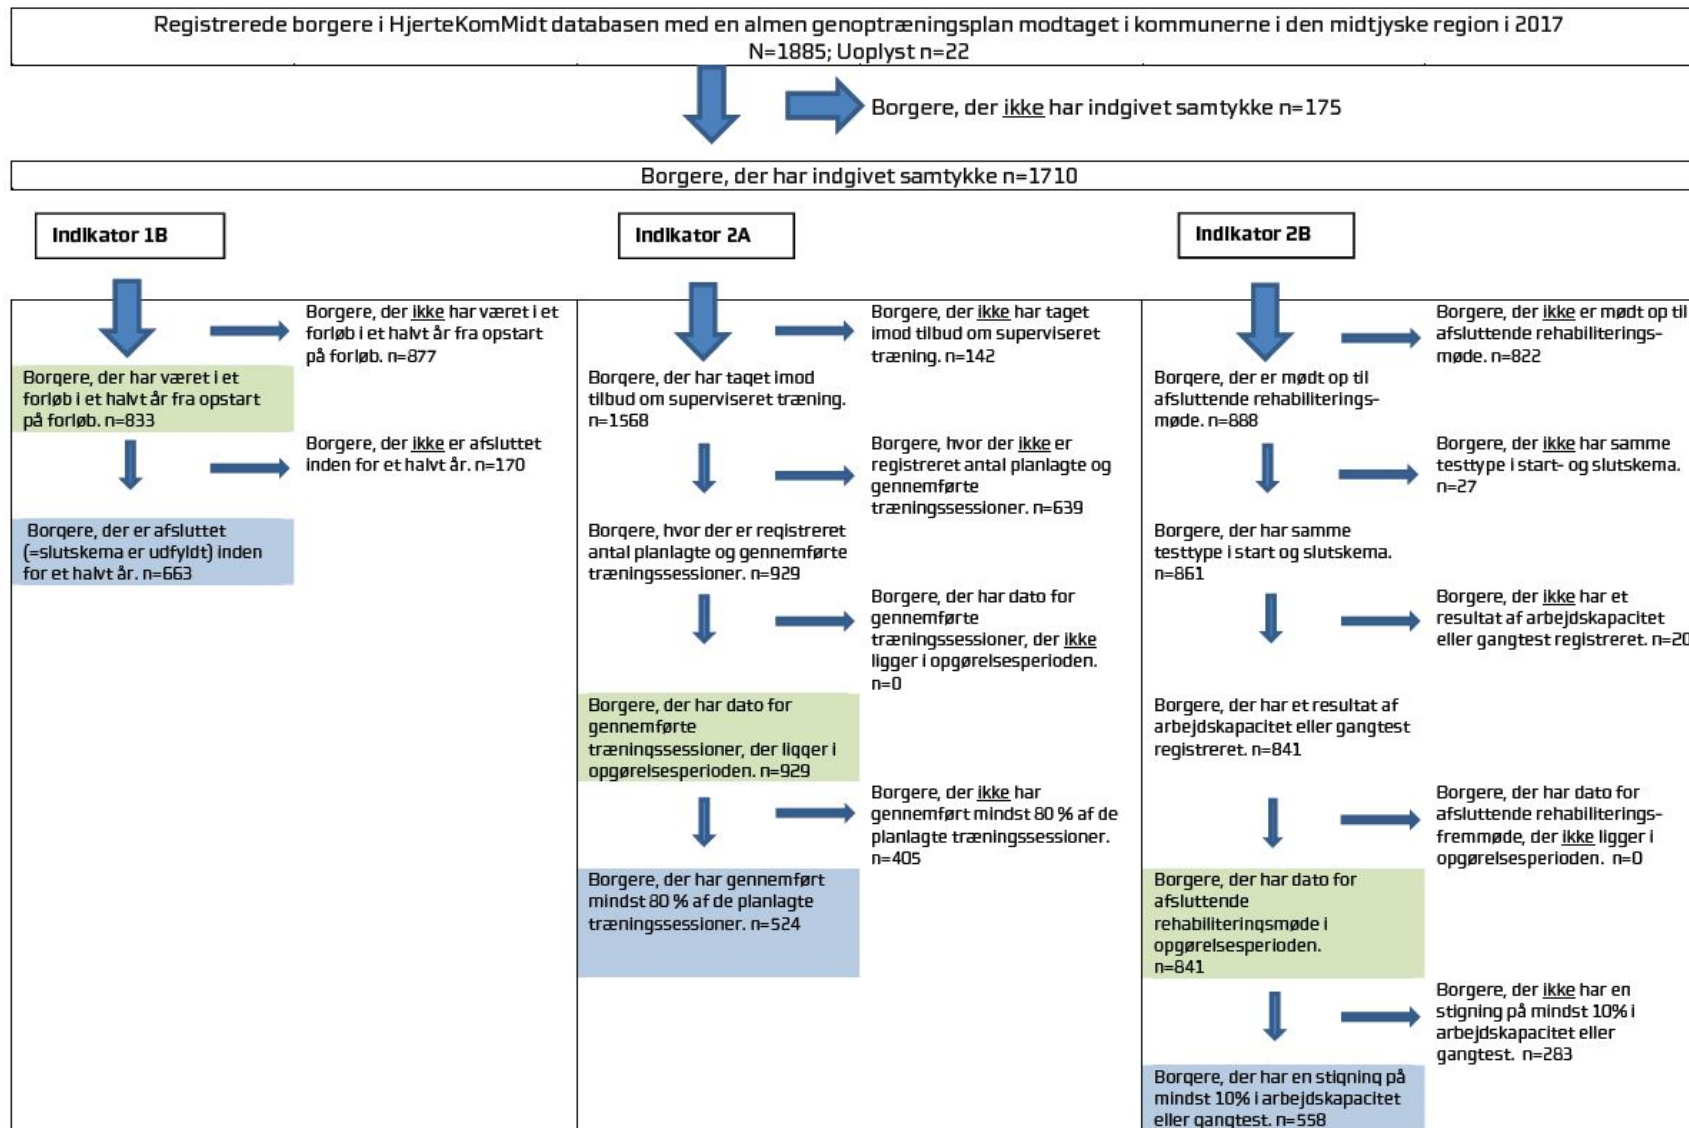 Registrerede borgere i HjerteKomMidt databasen med en almen genoptræningsplan modtaget i kommunerne i den midtjyske region i 2017
N=1885; Uoplyst n=22
Borgere, der ikke har indgivet samtykke n=175
Borgere, der har indgivet samtykke n=1710
Indikator 1B
Borgere, der ikke har været i et
forløb i et halvt år fra opstart
på forløb. n=877
Borgere, der har været i et
forløb i et halvt år fra opstart
på forløb. n=833
Borgere, der ikke er afsluttet
inden for et halvt år. n=170
Borgere, der er afsluttet
(=slutskema er udfyldt) inden
for et halvt år. n=663
Indikator 2A
Borgere, der ikke har taget
imod tilbud om superviseret
træning. n=142
Borgere, der har taget imod
tilbud om superviseret træning.
n=1568
Borgere, hvor der ikke er
registreret antal planlagte og
gennemførte
træningssessioner. n=639
Borgere, hvor der er registreret
antal planlagte og gennemførte
træningssessioner. n=929
Borgere, der har dato for
gennemførte
træningssessioner, der ikke
ligger i opgørelsesperioden.
n=0
Borgere, der har dato for
gennemførte
træningssessioner, der ligger i
opgørelsesperioden. n=929
Borgere, der ikke har
gennemført mindst 80 % af de
planlagte træningssessioner.
n=405
Borgere, der har gennemført
mindst 80 % af de planlagte
træningssessioner. n=524
Indikator 2B
Borgere, der ikke er mødt op til
afsluttende rehabiliterings-
møde. n=822
Borgere, der er mødt op til
afsluttende rehabiliterings-
møde. n=888
Borgere, der ikke har samme
testtype i start- og slutskema.
n=27
Borgere, der har samme
testtype i start og slutskema.
n=861
Borgere, der ikke har et
resultat af arbejdskapacitet
eller gangtest registreret. n=20
Borgere, der har et resultat af
arbejdskapacitet eller gangtest
registreret. n=841
Borgere, der har dato for
afsluttende rehabiliterings-
fremmøde, der ikke ligger i
opgørelsesperioden. n=0
Borgere, der har dato for
afsluttende
rehabiliteringsmøde i
opgørelsesperioden.
n=841
Borgere, der ikke har en
stigning på mindst 10% i
arbejdskapacitet eller
gangtest. n=283
Borgere, der har en stigning på
mindst 10% i arbejdskapacitet
eller gangtest. n=558